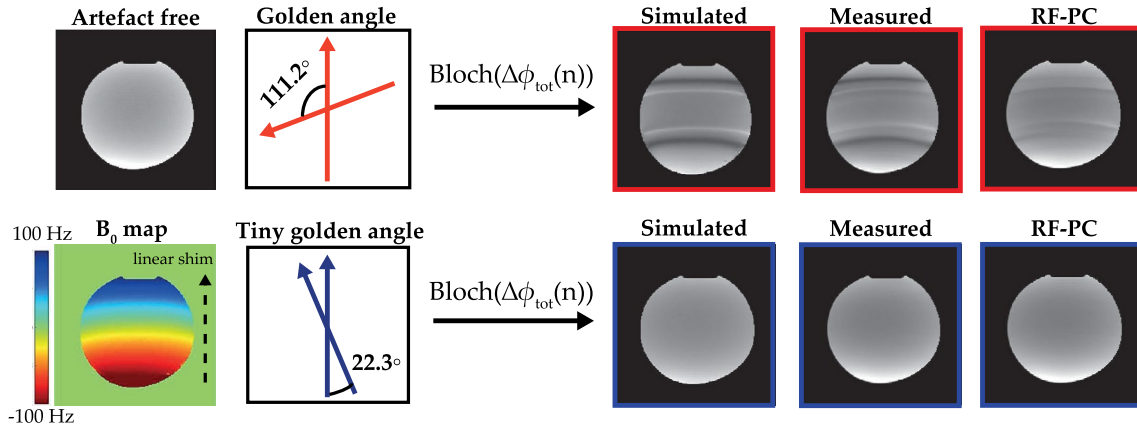 Artefact free
Golden angle
Simulated
Measured
RF-PC
111.2°
Bloch(Δϕtot(n))
B0 map
Tiny golden angle
Simulated
Measured
RF-PC
100 Hz
linear shim
Bloch(Δϕtot(n))
22.3°
-100 Hz